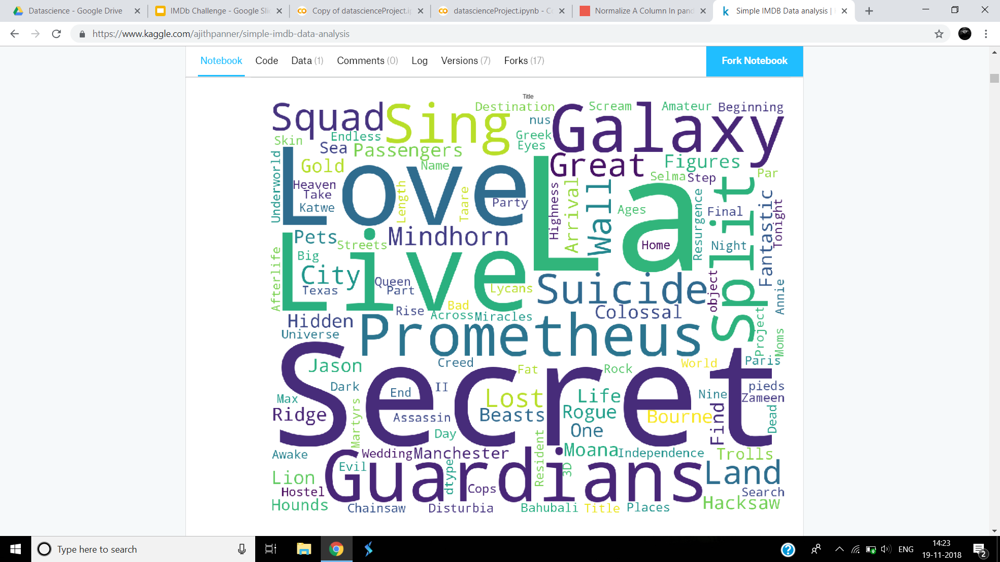 Datascience - Google Drive
IMDb Challenge - Google Slid
Copy of datascienceProject.ip
datascienceProject.ipynb - Co
Normalize A Column In pand
Simple IMDB Data analysis |
https://www.kaggle.com/ajithpanner/simple-imdb-data-analysis
Notebook Code Data (1) Comments (0) Log Versions (7) Forks (17) Fork Notebook
Title
Squad
Sing
Destination
nus
Greek
Eyes
Galaxy
Scream
Amateur
Beginning
Skin
Endless
Sea
Passengers
Gold
Name
Underworld
Love
Heaven
Take
Katwe
Length
Taare
Party
Great
Figures
Selma
Step
Par
La
Highness
Arrival
Wall
Ages
Home
Resurgence
Split
Final
Night
Fantastic
Tonight
Pets
Streets
Mindhorn
Afterlife
Big
City
Texas
Live
Queen
Part
Lycans
Bad
Rise
Across
Miracles
Suicide
Colossal
object
Annie
Hidden
Universe
Prometheus
Project
Moms
Secret
Jason
Creed
Fat
Rock
World
Paris
Dark
End
II
Max
Ridge
Martyrs
Assassin
Day
Lost
Beasts
Life
Rogue
One
Bourne
Nine
Find
pieds
Zameen
Dead
Awake
Wedding
Manchester
Resident
Moana
Independence
Trolls
Evil
Guardians
dtype
Cops
3D
Land
Lion
Hostel
Hounds
Chainsaw
Disturbia
Bahubali
Title
Places
Search
Hacksaw
Type here to search
ENG
14:23
19-11-2018
2